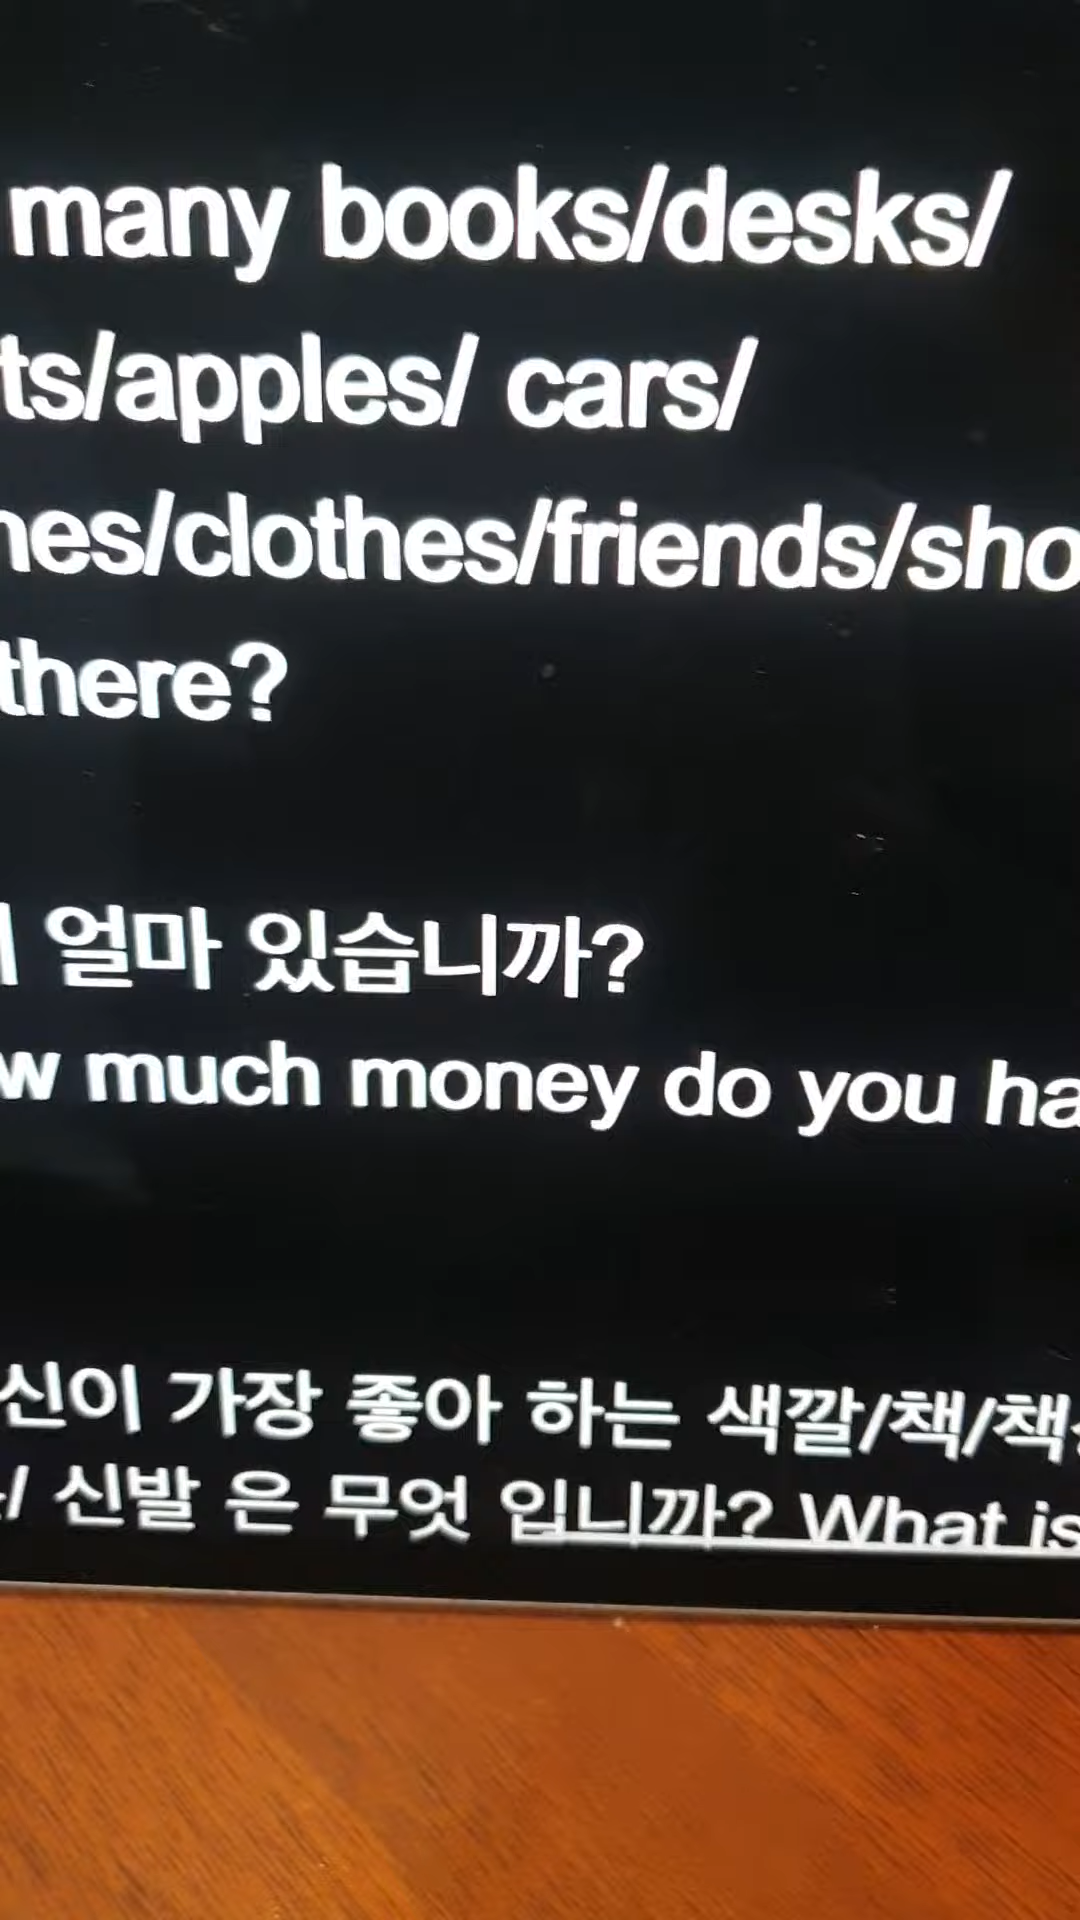 many books/desks/
ts/apples/ cars/
nes/clothes/friends/sho
there?
얼마 있습니까?
w much money do you ha
신이 가장 좋아 하는 색깔/책/책
/ 신발 은 무엇 입니까? What is